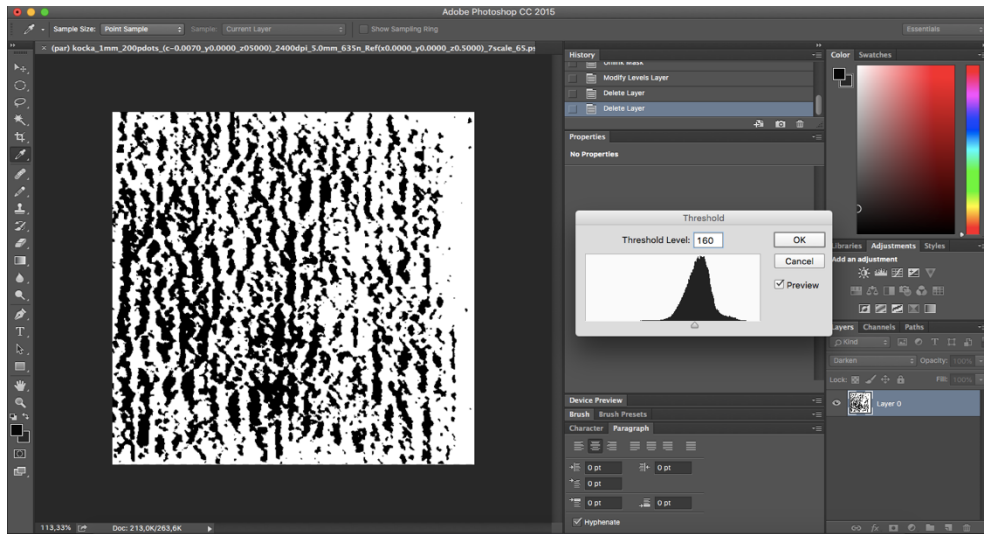 Adobe Photoshop CC 2015
Sample Size: Point Sample Sample: Current Layer Show Sampling Ring Essentials
× (par) kocka_1mm_200pdots_(c-0.0070_y0.0000_z05000)_2400dpi_5.0mm_635n_Ref(x0.0000_y0.0000_z0.5000)_7scale_65.ps
History
Unlink Mask
Modify Levels Layer
Delete Layer
Delete Layer
Properties
No Properties
Color Swatches
Threshold
Threshold Level: 160
OK
Cancel
Preview
Libraries Adjustments Styles
Add an adjustment
Layers Channels Paths
Kind
Darken Opacity: 100%
Lock: Fill: 100%
Layer 0
Device Preview
Brush Brush Presets
Character Paragraph
0 pt 0 pt
0 pt
0 pt 0 pt
Hyphenate
113,33% Doc: 213,0K/263,6K